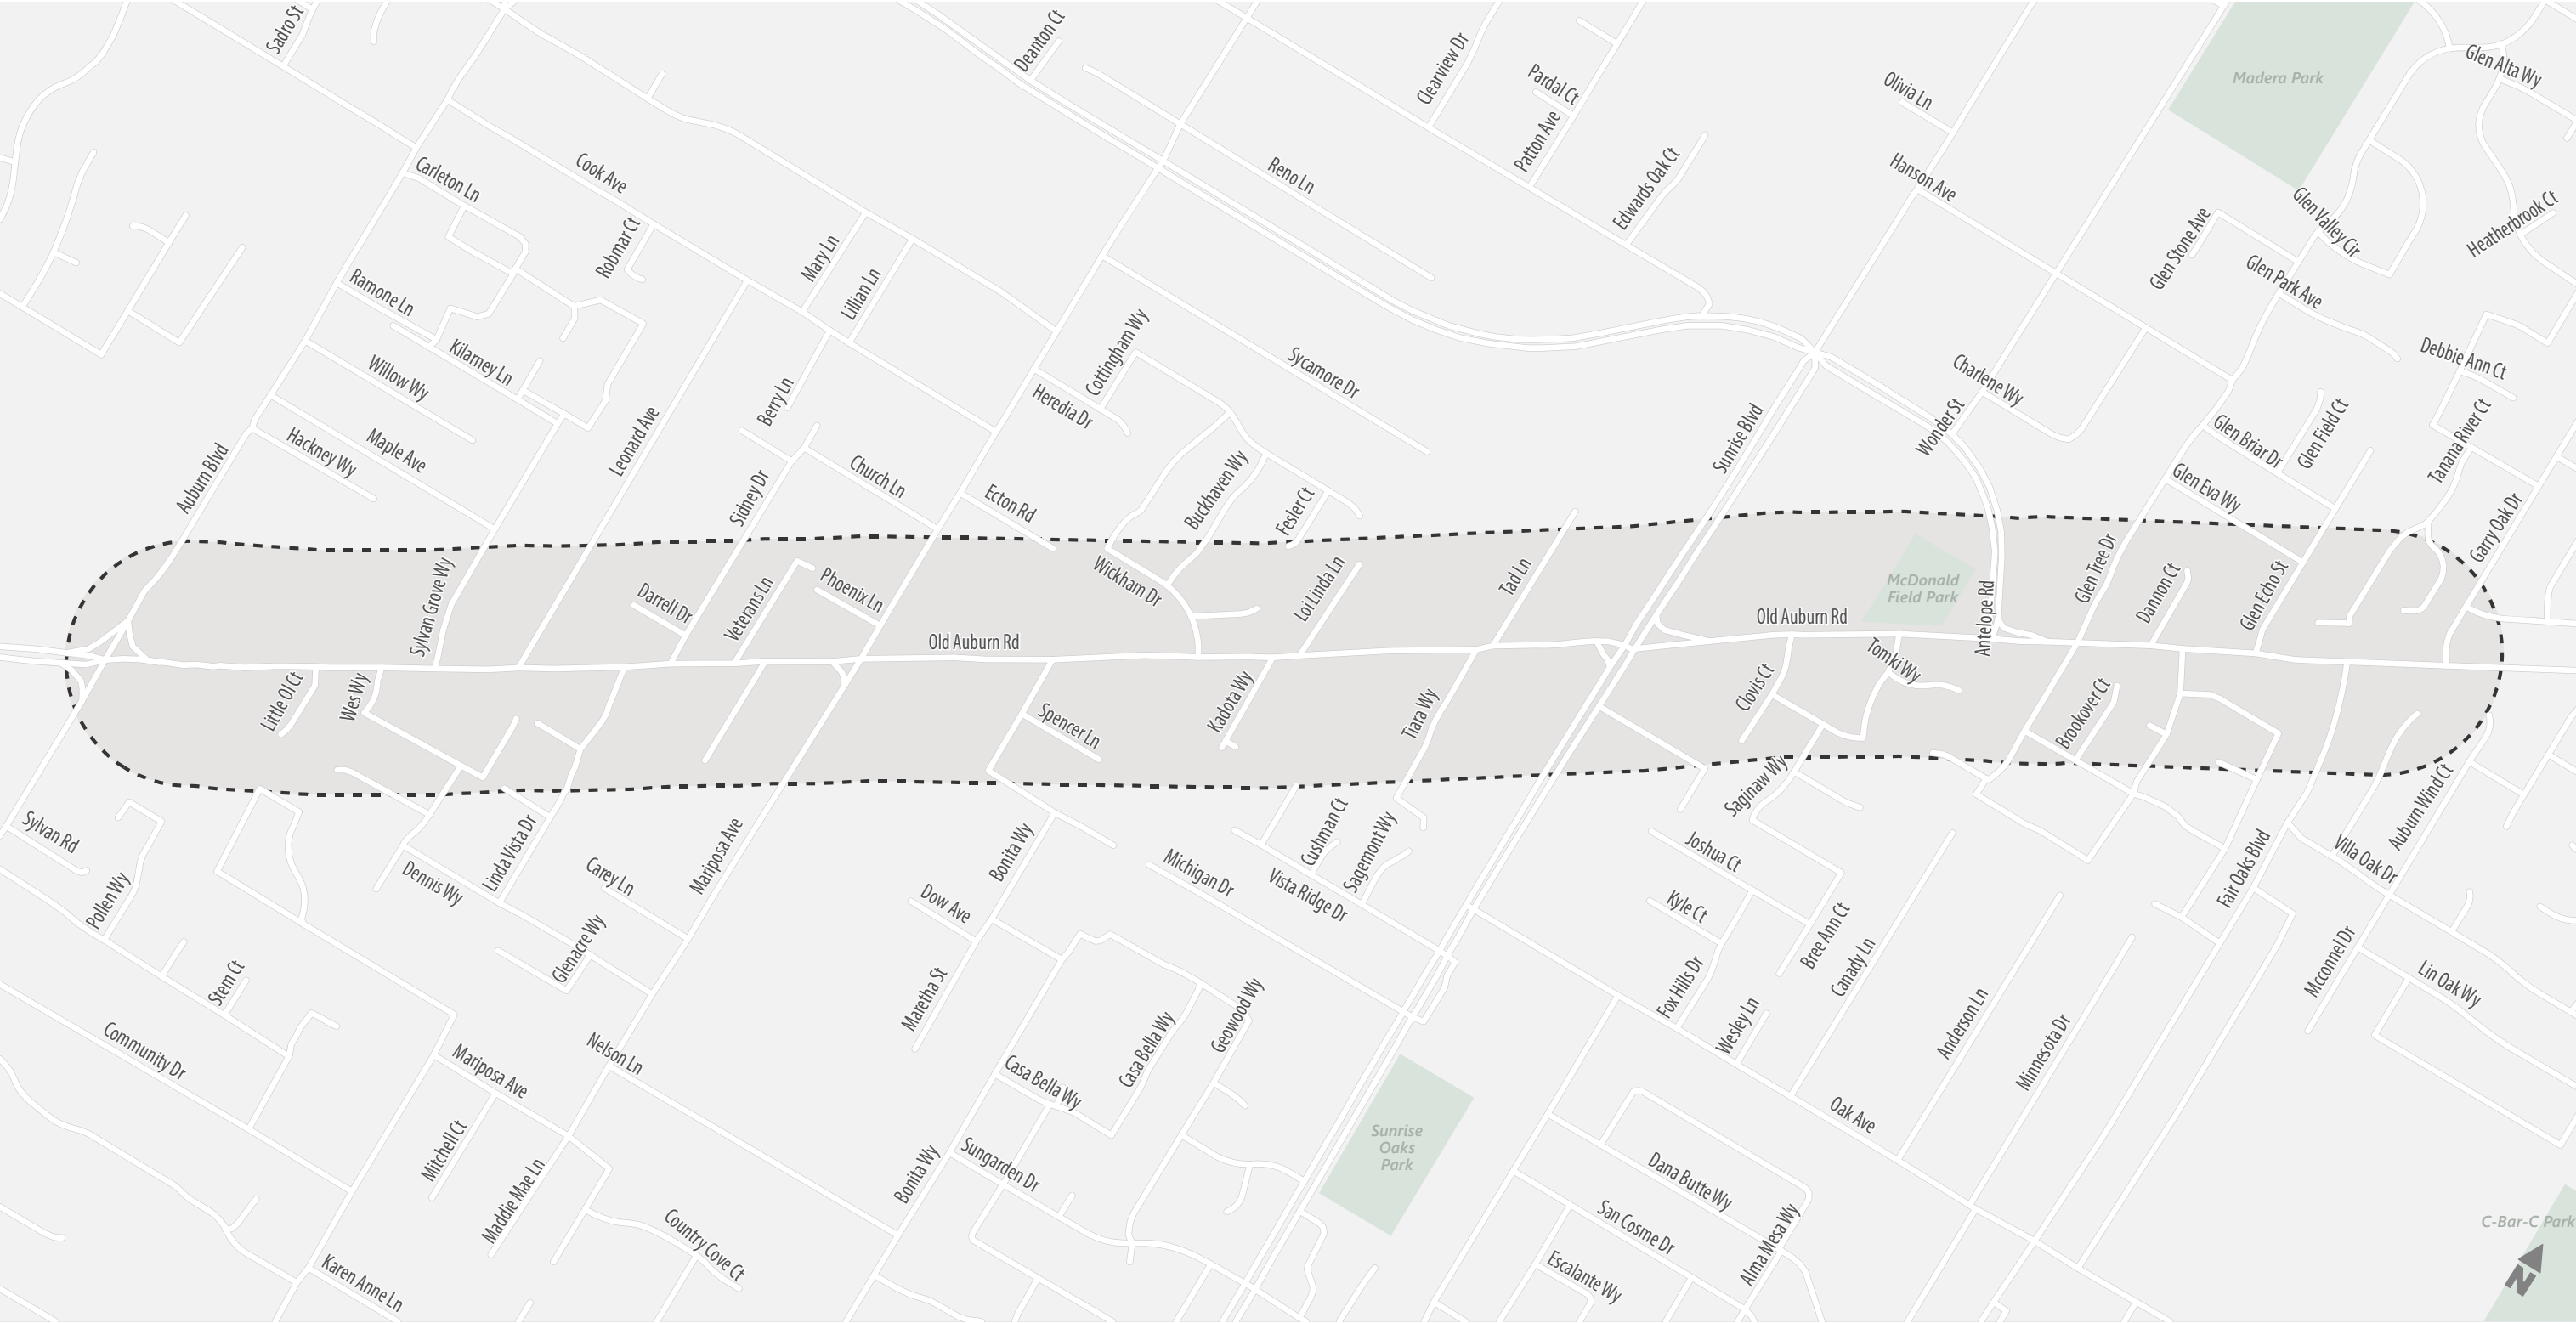 Sadro St
Deanton Ct
Clearview Dr
Pardal Ct
Patton Ave
Olivia Ln
Madera Park
Glen Alta Wy
Carleton Ln
Cook Ave
Reno Ln
Edwards Oak Ct
Hanson Ave
Glen Stone Ave
Glen Valley Cir
Heatherbrook Ct
Robmar Ct
Mary Ln
Lillian Ln
Ramone Ln
Glen Park Ave
Cottingham Wy
Sycamore Dr
Willow Wy
Kilarney Ln
Berry Ln
Heredia Dr
Charlene Wy
Debbie Ann Ct
Hackney Wy
Maple Ave
Leonard Ave
Sunrise Blvd
Wonder St
Glen Briar Dr
Glen Field Ct
Tanana River Ct
Auburn Blvd
Sidney Dr
Church Ln
Ecton Rd
Buckhaven Wy
Fesler Ct
Glen Eva Wy
Garry Oak Dr
Sylvan Grove Wy
Darrell Dr
Veterans Ln
Phoenix Ln
Wickham Dr
Loi Linda Ln
Tad Ln
McDonald
Field Park
Antelope Rd
Glen Tree Dr
Dannon Ct
Glen Echo St
Old Auburn Rd
Old Auburn Rd
Little Ol Ct
Wes Wy
Spencer Ln
Kadota Wy
Tiara Wy
Clovis Ct
Tomki Wy
Brookover Ct
Saginaw Wy
Auburn Wind Ct
Sylvan Rd
Pollen Wy
Dennis Wy
Linda Vista Dr
Carey Ln
Mariposa Ave
Bonita Wy
Dow Ave
Michigan Dr
Vista Ridge Dr
Cushman Ct
Sagemont Wy
Joshua Ct
Kyle Ct
Fair Oaks Blvd
Villa Oak Dr
Stem Ct
Glenacre Wy
Maretha St
Geowood Wy
Fox Hills Dr
Bree Ann Ct
Canady Ln
Mcconnel Dr
Lin Oak Wy
Community Dr
Mariposa Ave
Nelson Ln
Casa Bella Wy
Casa Bella Wy
Wesley Ln
Anderson Ln
Minnesota Dr
Mitchell Ct
Maddie Mae Ln
Bonita Wy
Sungarden Dr
Sunrise
Oaks
Park
Oak Ave
Dana Butte Wy
San Cosme Dr
Alma Mesa Wy
Escalante Wy
Karen Anne Ln
Country Cove Ct
C-Bar-C Park
N